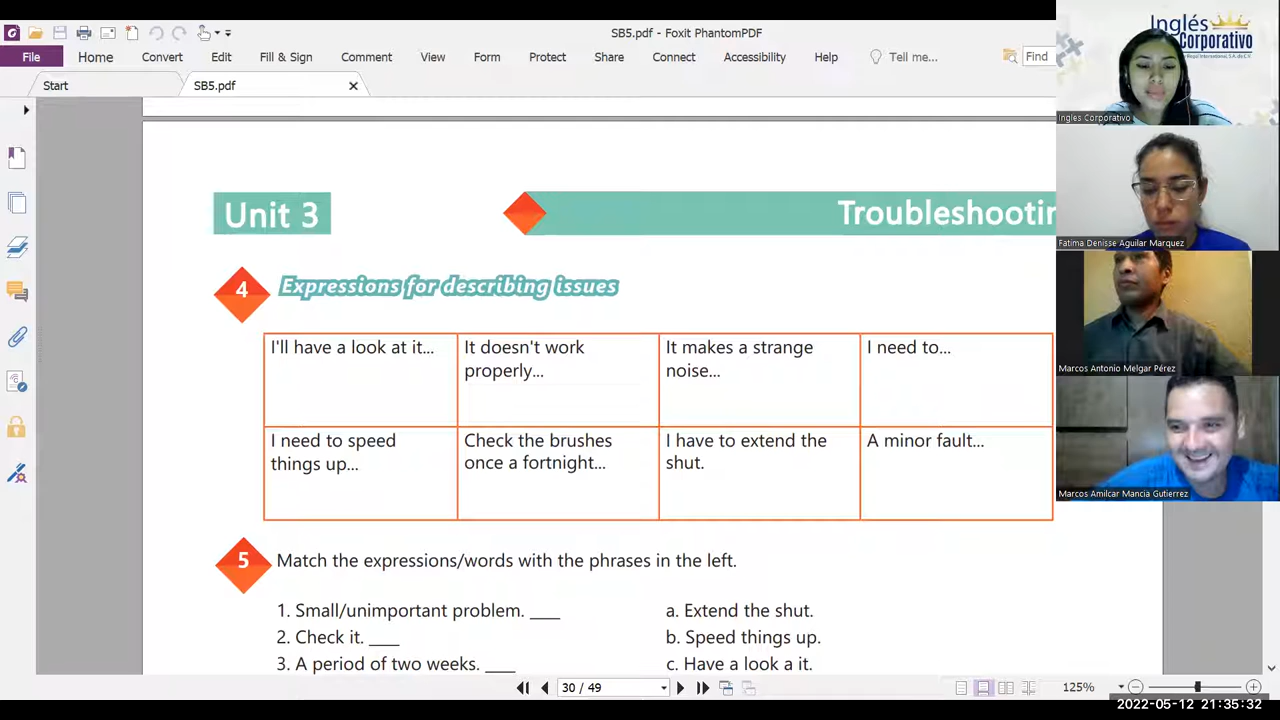 SB5.pdf - Foxit PhantomPDF
File Home Convert Edit Fill & Sign Comment View Form Protect Share Connect Accessibility Help Tell me... Find
Start SB5.pdf
Unit 3
Troubleshootin
4 Expressions for describing issues
I'll have a look at it... It doesn't work properly... It makes a strange noise... I need to...
I need to speed things up... Check the brushes once a fortnight... I have to extend the shut. A minor fault...
5 Match the expressions/words with the phrases in the left.
1. Small/unimportant problem. ____ a. Extend the shut.
2. Check it. ____ b. Speed things up.
3. A period of two weeks. ____ c. Have a look a it.
30 / 49
125%
Inglés
Corporativo
Ingles Corporativo
Fatima Denisse Aguilar Marquez
Marcos Antonio Melgar Pérez
Marcos Amilcar Mancia Gutierrez
2022-05-12 21:35:32